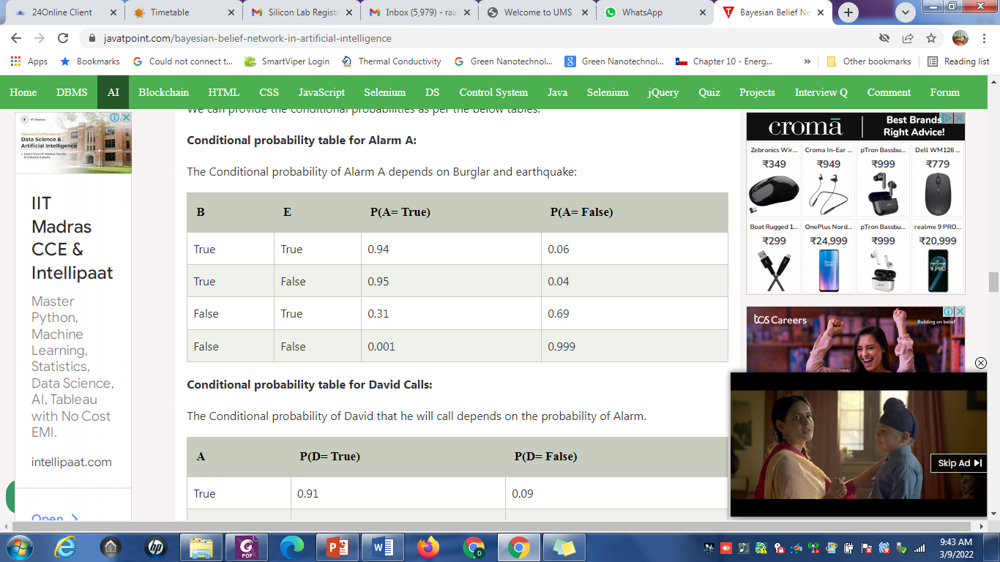 24Online Client
Timetable
Silicon Lab Registr
Inbox (5,979) - raa
Welcome to UMS
WhatsApp
Bayesian Belief Ne
javatpoint.com/bayesian-belief-network-in-artificial-intelligence
Apps Bookmarks Could not connect t... SmartViper Login Thermal Conductivity Green Nanotechnol... Green Nanotechnol... Chapter 10 - Energ... » Other bookmarks Reading list
Home DBMS AI Blockchain HTML CSS JavaScript Selenium DS Control System Java Selenium jQuery Quiz Projects Interview Q Comment Forum
We can provide the conditional probabilities as per the below tables.
Conditional probability table for Alarm A:
The Conditional probability of Alarm A depends on Burglar and earthquake:
B E P(A= True) P(A= False)
True True 0.94 0.06
True False 0.95 0.04
False True 0.31 0.69
False False 0.001 0.999
Conditional probability table for David Calls:
The Conditional probability of David that he will call depends on the probability of Alarm.
A P(D= True) P(D= False)
True 0.91 0.09
IIT Madras
Data Science &
Artificial Intelligence
IIT
Madras
CCE &
Intellipaat
Master
Python,
Machine
Learning,
Statistics,
Data Science,
AI, Tableau
with No Cost
EMI.
intellipaat.com
Open
croma
Best Brands
Right Advice!
Zebronics Wir... Croma In-Ear ... pTron Bassbu... Dell WM126 ...
₹349 ₹949 ₹999 ₹779
Boat Rugged 1... OnePlus Nord... pTron Bassbu... realme 9 PRO...
₹299 ₹24,999 ₹999 ₹20,999
realme
9 PRO
tcs Careers
Building on belief
Skip Ad
PDF
9:43 AM
3/9/2022